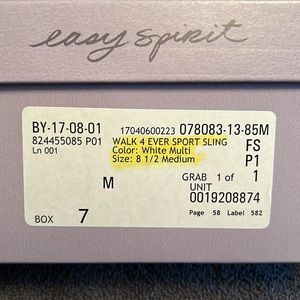 easy spirit
BY-17-08-01 17040600223 078083-13-85M
824455085 P01 WALK 4 EVER SPORT SLING FS
Ln 001 Color: White Multi P1
Size: 8 1/2 Medium
M GRAB 1 of 1
UNIT
0019208874
BOX 7 Page 58 Label 582